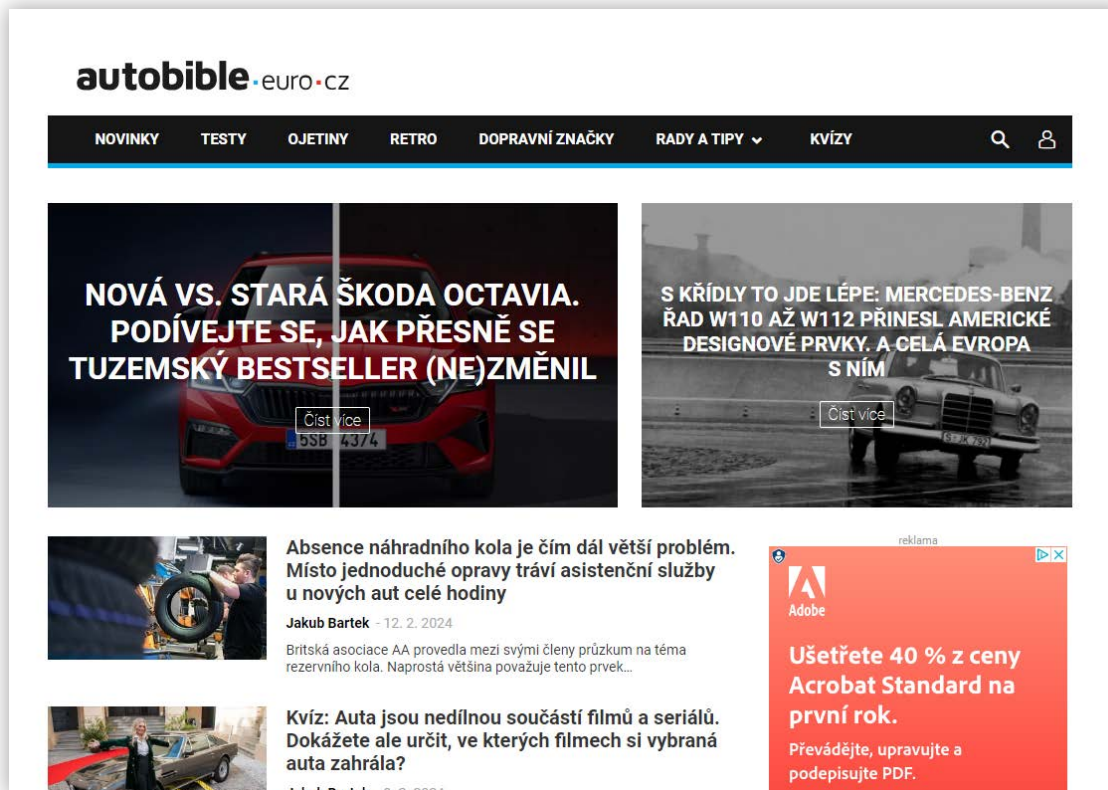 autobible·euro·cz
NOVINKY TESTY OJETINY RETRO DOPRAVNÍ ZNAČKY RADY A TIPY KVÍZY
NOVÁ VS. STARÁ ŠKODA OCTAVIA.
PODÍVEJTE SE, JAK PŘESNĚ SE
TUZEMSKÝ BESTSELLER (NE)ZMĚNIL
Číst více
5SB 4374
S KŘÍDLY TO JDE LÉPE: MERCEDES-BENZ
ŘAD W110 AŽ W112 PŘINESL AMERICKÉ
DESIGNOVÉ PRVKY. A CELÁ EVROPA
S NÍM
Číst více
S-JK 792
Absence náhradního kola je čím dál větší problém.
Místo jednoduché opravy tráví asistenční služby
u nových aut celé hodiny
Jakub Bartek - 12. 2. 2024
Britská asociace AA provedla mezi svými členy průzkum na téma
rezervního kola. Naprostá většina považuje tento prvek...
Kvíz: Auta jsou nedílnou součástí filmů a seriálů.
Dokážete ale určit, ve kterých filmech si vybraná
auta zahrála?
reklama
Adobe
Ušetřete 40 % z ceny
Acrobat Standard na
první rok.
Převádějte, upravujte a
podepisujte PDF.